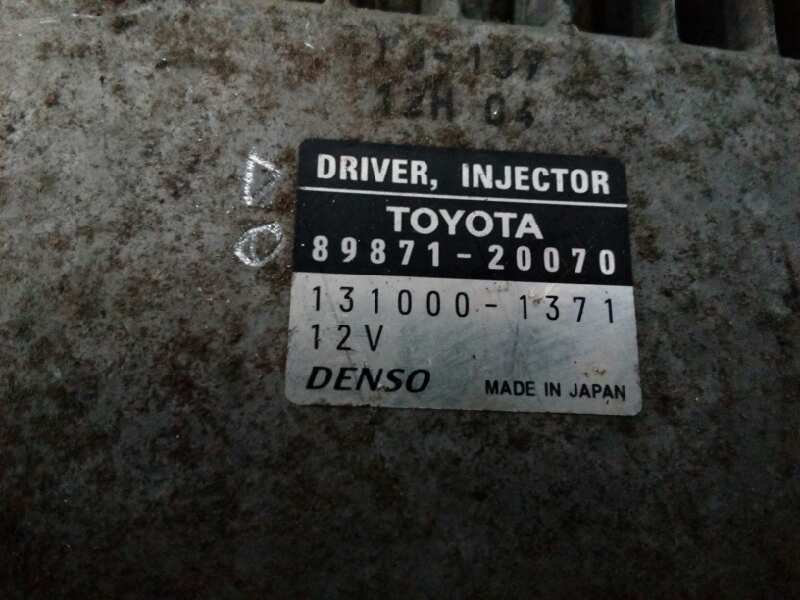 12H 04
DRIVER, INJECTOR
TOYOTA
89871-20070
131000-1371
12V
DENSO MADE IN JAPAN